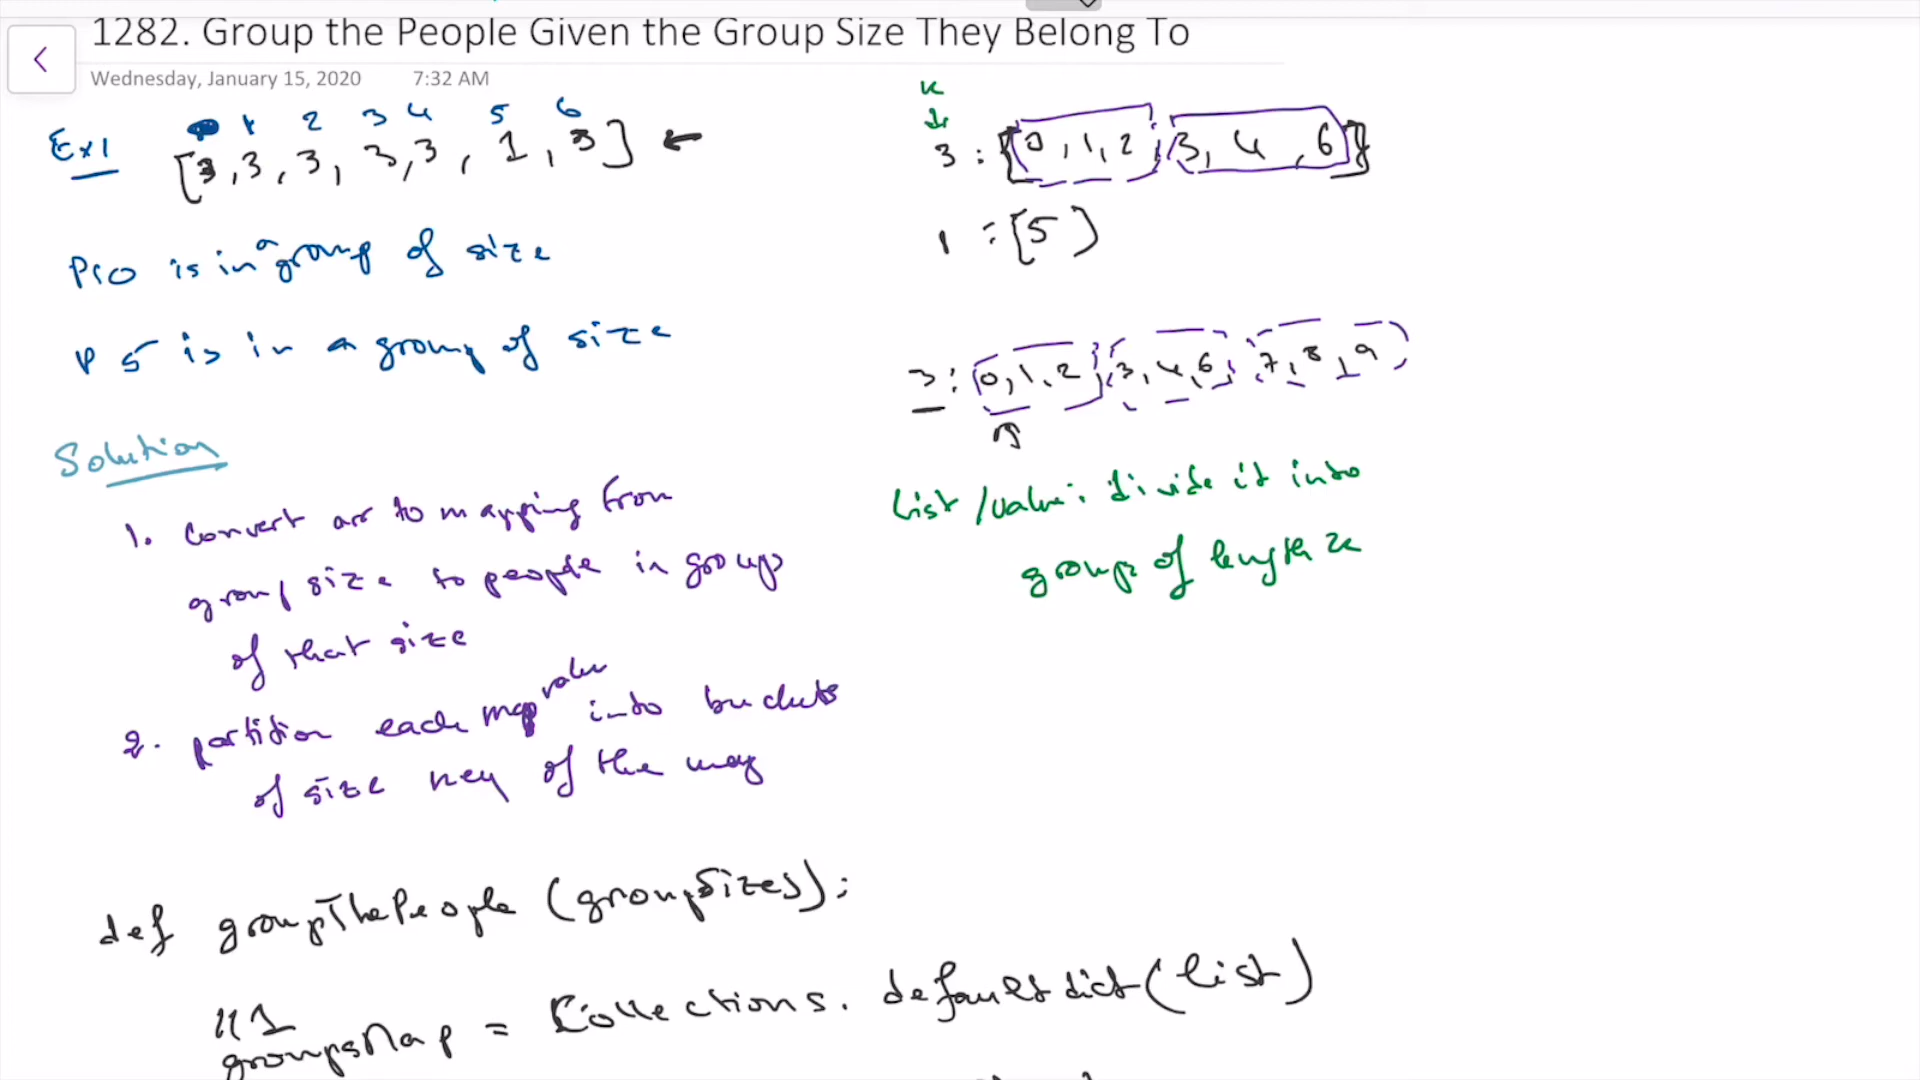 1282. Group the People Given the Group Size They Belong To
Wednesday, January 15, 2020 7:32 AM
1 2 3 4 5 6
Ex1 [3, 3, 3, 3, 3, 1, 3] ←
P(0 is in a group of size
P 5 is in a group of size
Solution
1. Convert arr to mapping from
group size to people in group
of that size
2. partition each map value into buckets
of size key of the map
def groupThePeople (groupSizes):
groupsMap = Collections. defaultdict(list)
k
3 : [0, 1, 2, 3, 4, 6]
1 : [5]
3 : 0, 1, 2, 3, 4, 6, 7, 8, 9
list /value: divide it into
group of length k